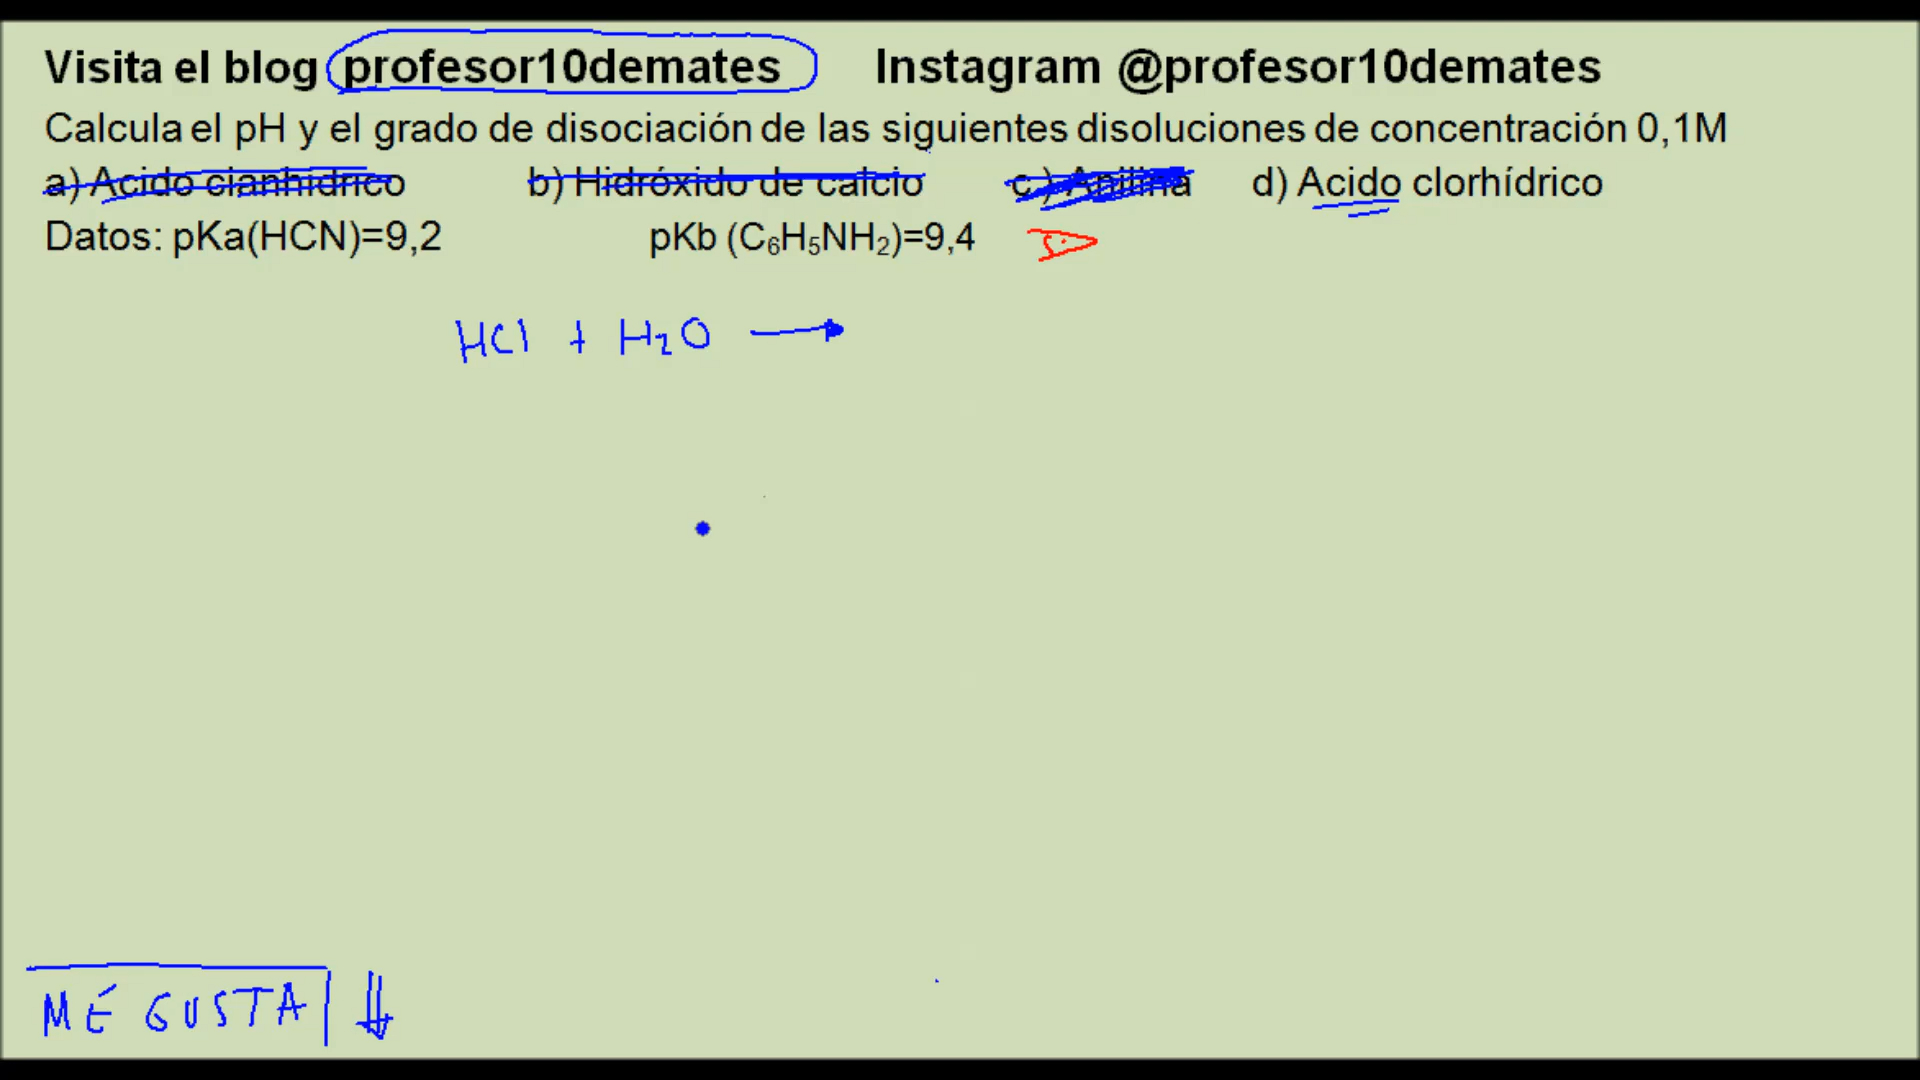 Visita el blog profesor10demates Instagram @profesor10demates
Calcula el pH y el grado de disociación de las siguientes disoluciones de concentración 0,1M
a) Acido cianhídrico b) Hidróxido de calcio c ) Anilina d) Acido clorhídrico
Datos: pKa(HCN)=9,2 pKb (C₆H₅NH₂)=9,4
HCl + H₂O →
ME GUSTA